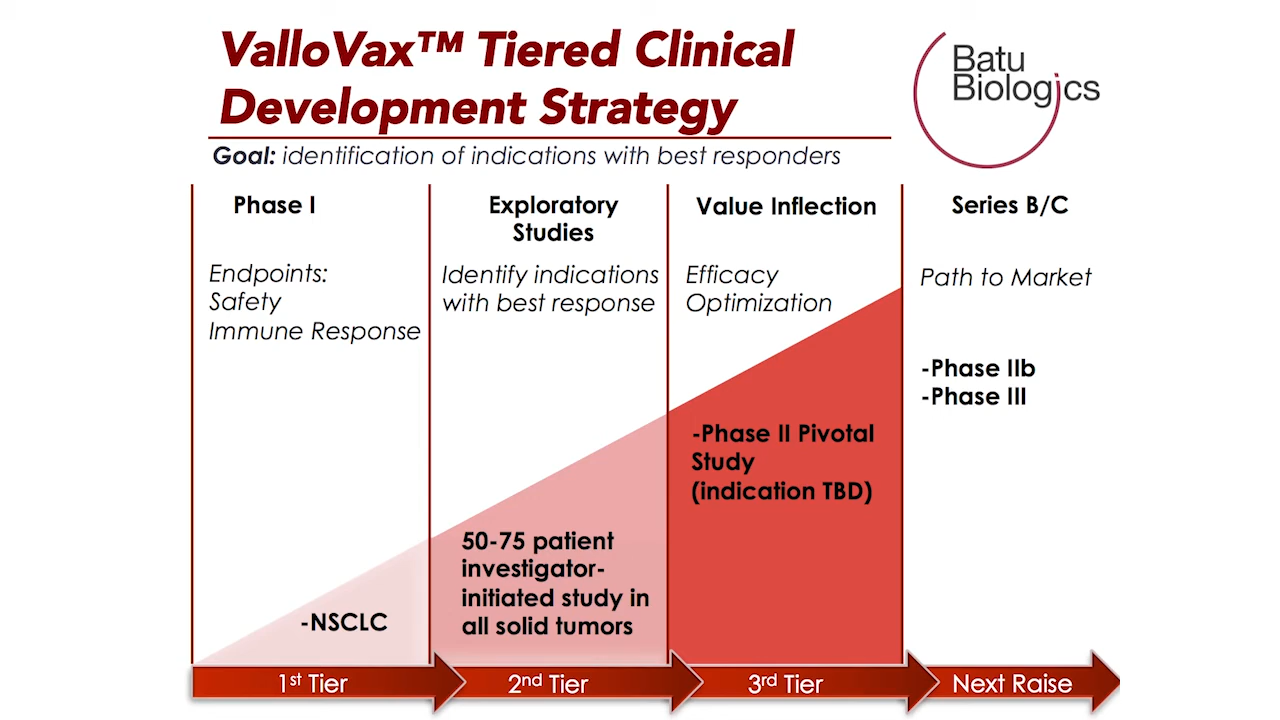 ValloVax™ Tiered Clinical
Development Strategy
Batu
Biologics
Goal: identification of indications with best responders
Phase I
Endpoints:
Safety
Immune Response
-NSCLC
Exploratory
Studies
Identify indications
with best response
50-75 patient
investigator-
initiated study in
all solid tumors
Value Inflection
Efficacy
Optimization
-Phase II Pivotal
Study
(indication TBD)
Series B/C
Path to Market
-Phase IIb
-Phase III
1st Tier
2nd Tier
3rd Tier
Next Raise